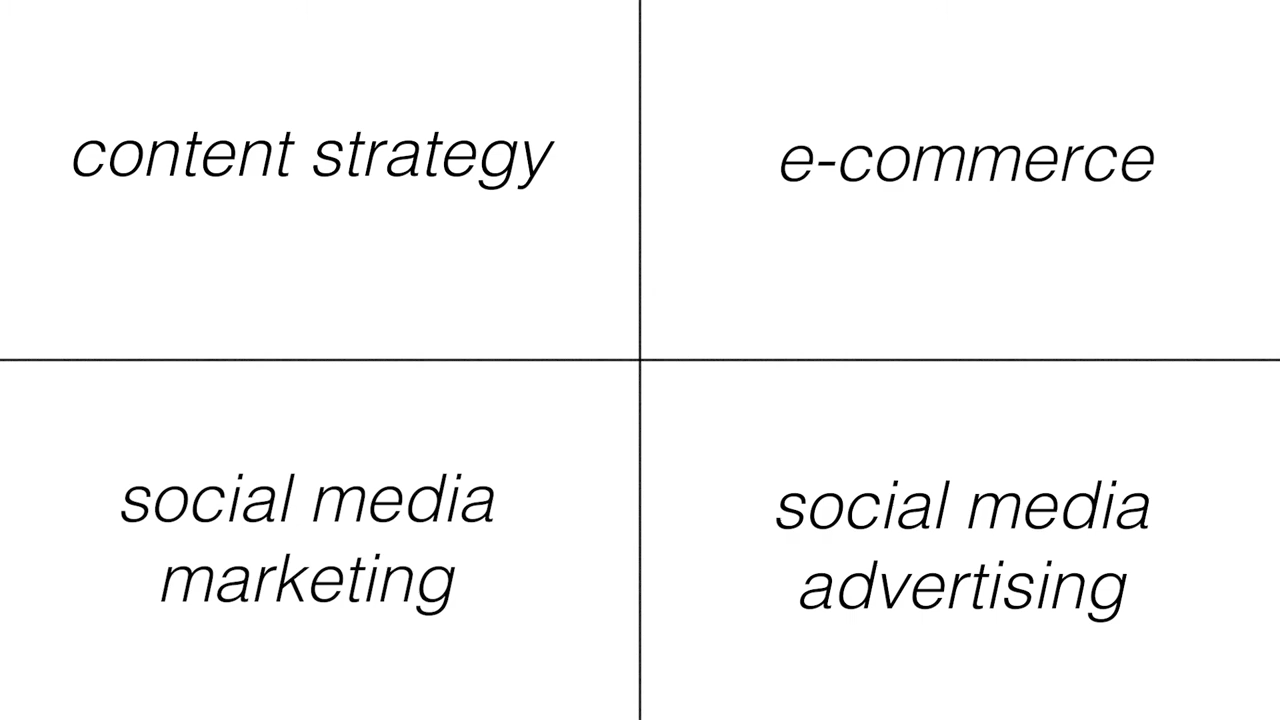 content strategy
e-commerce
social media
marketing
social media
advertising